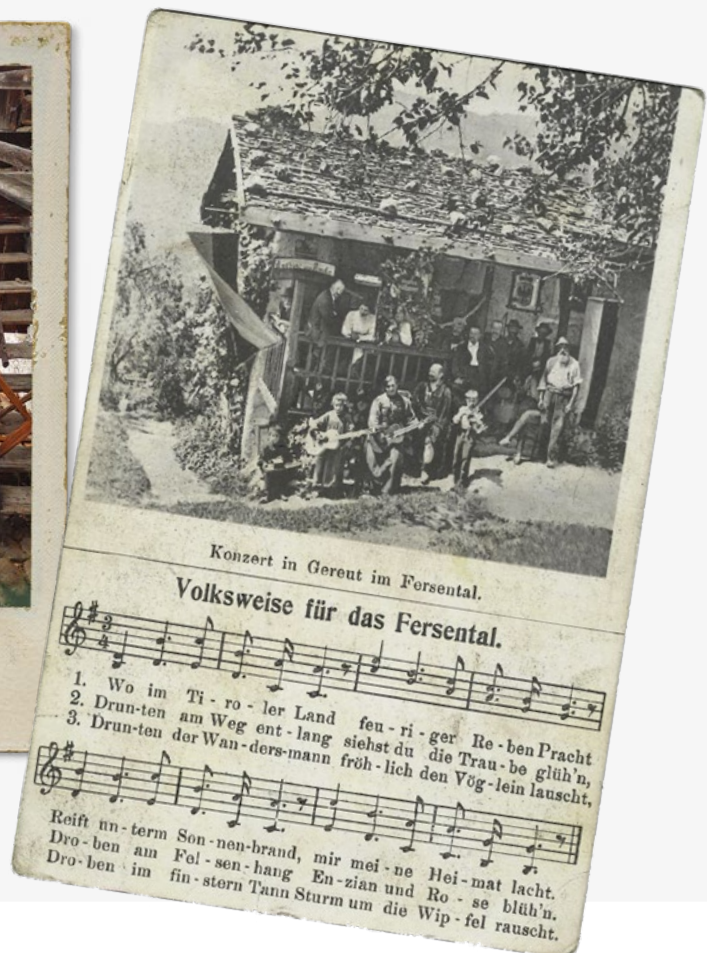 Konzert in Gereut im Fersental.
Volksweise für das Fersental.
1. Wo im Ti - ro - ler Land feu - ri - ger Re - ben Pracht
2. Drun-ten am Weg ent - lang siehst du die Trau - be glüh'n,
3. Drun-ten der Wan - ders-mann fröh - lich den Vög - lein lauscht,
Reift un - term Son - nen-brand, mir mei - ne Hei - mat lacht.
Dro - ben am Fel - sen - hang En - zian und Ro - se blüh'n.
Dro - ben im fin - stern Tann Sturm um die Wip - fel rauscht.